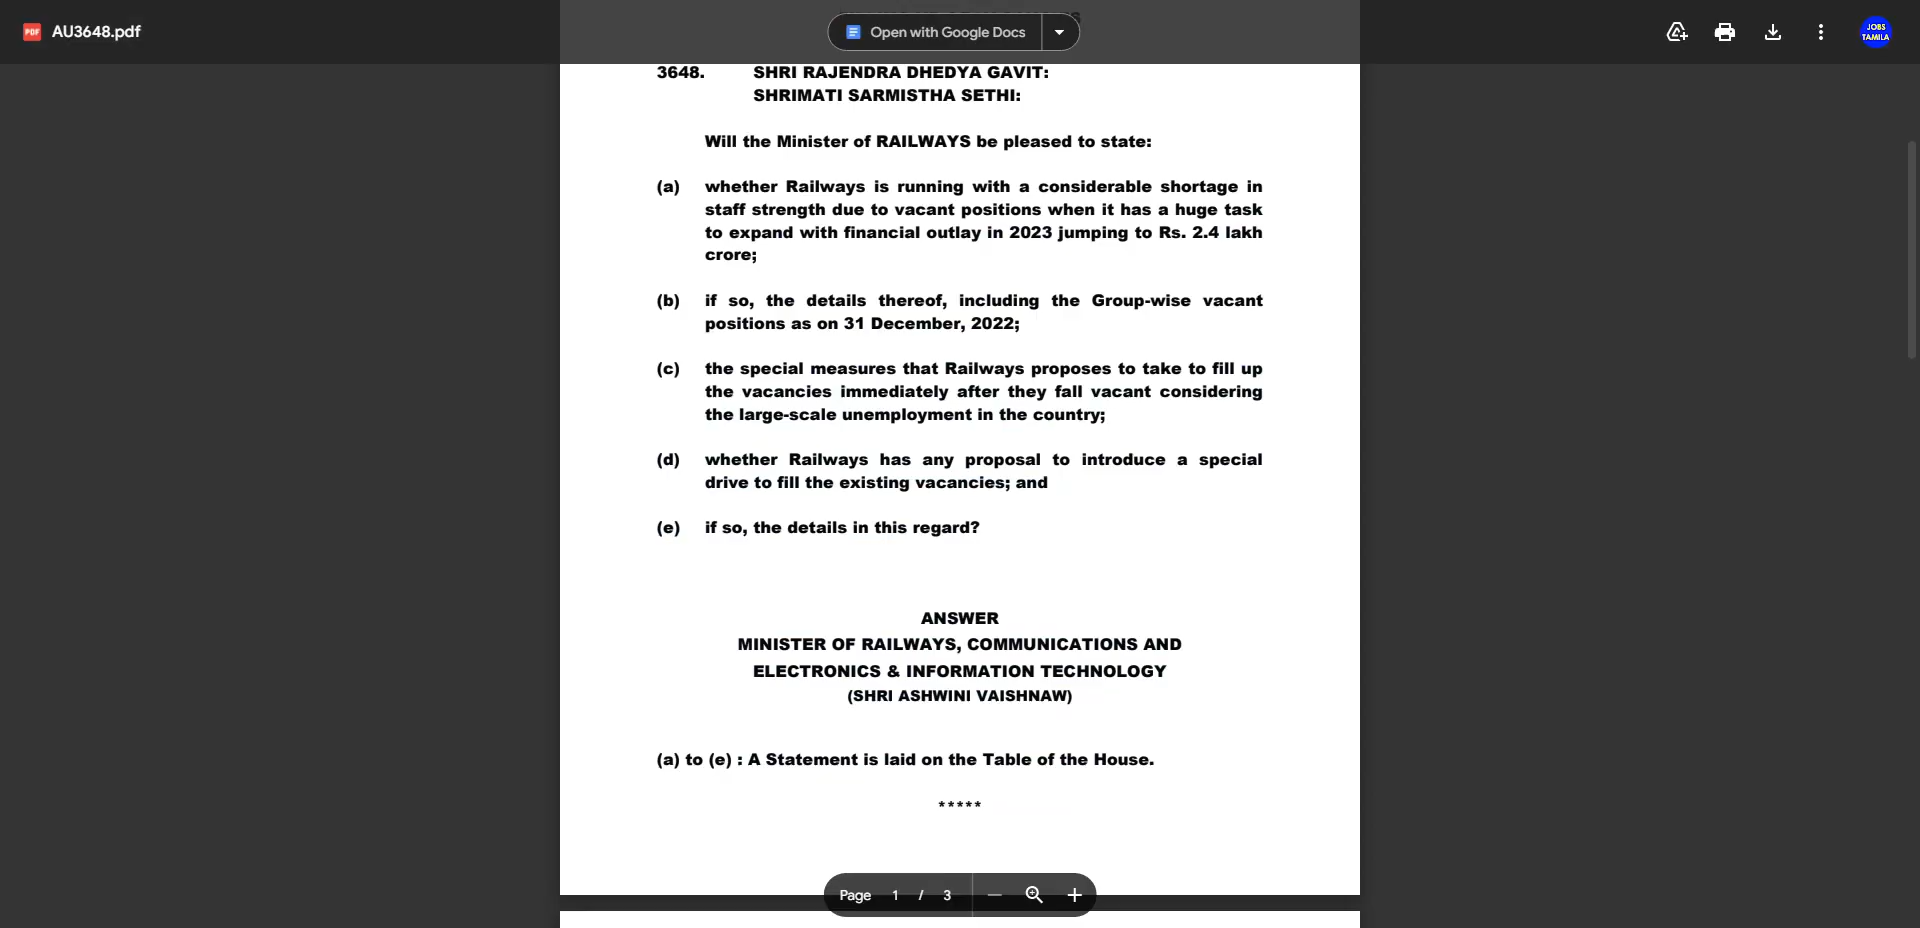 AU3648.pdf
Open with Google Docs
JOBS
TAMILA
3648. SHRI RAJENDRA DHEDYA GAVIT:
SHRIMATI SARMISTHA SETHI:
Will the Minister of RAILWAYS be pleased to state:
(a) whether Railways is running with a considerable shortage in
staff strength due to vacant positions when it has a huge task
to expand with financial outlay in 2023 jumping to Rs. 2.4 lakh
crore;
(b) if so, the details thereof, including the Group-wise vacant
positions as on 31 December, 2022;
(c) the special measures that Railways proposes to take to fill up
the vacancies immediately after they fall vacant considering
the large-scale unemployment in the country;
(d) whether Railways has any proposal to introduce a special
drive to fill the existing vacancies; and
(e) if so, the details in this regard?
ANSWER
MINISTER OF RAILWAYS, COMMUNICATIONS AND
ELECTRONICS & INFORMATION TECHNOLOGY
(SHRI ASHWINI VAISHNAW)
(a) to (e) : A Statement is laid on the Table of the House.
*****
Page 1 / 3